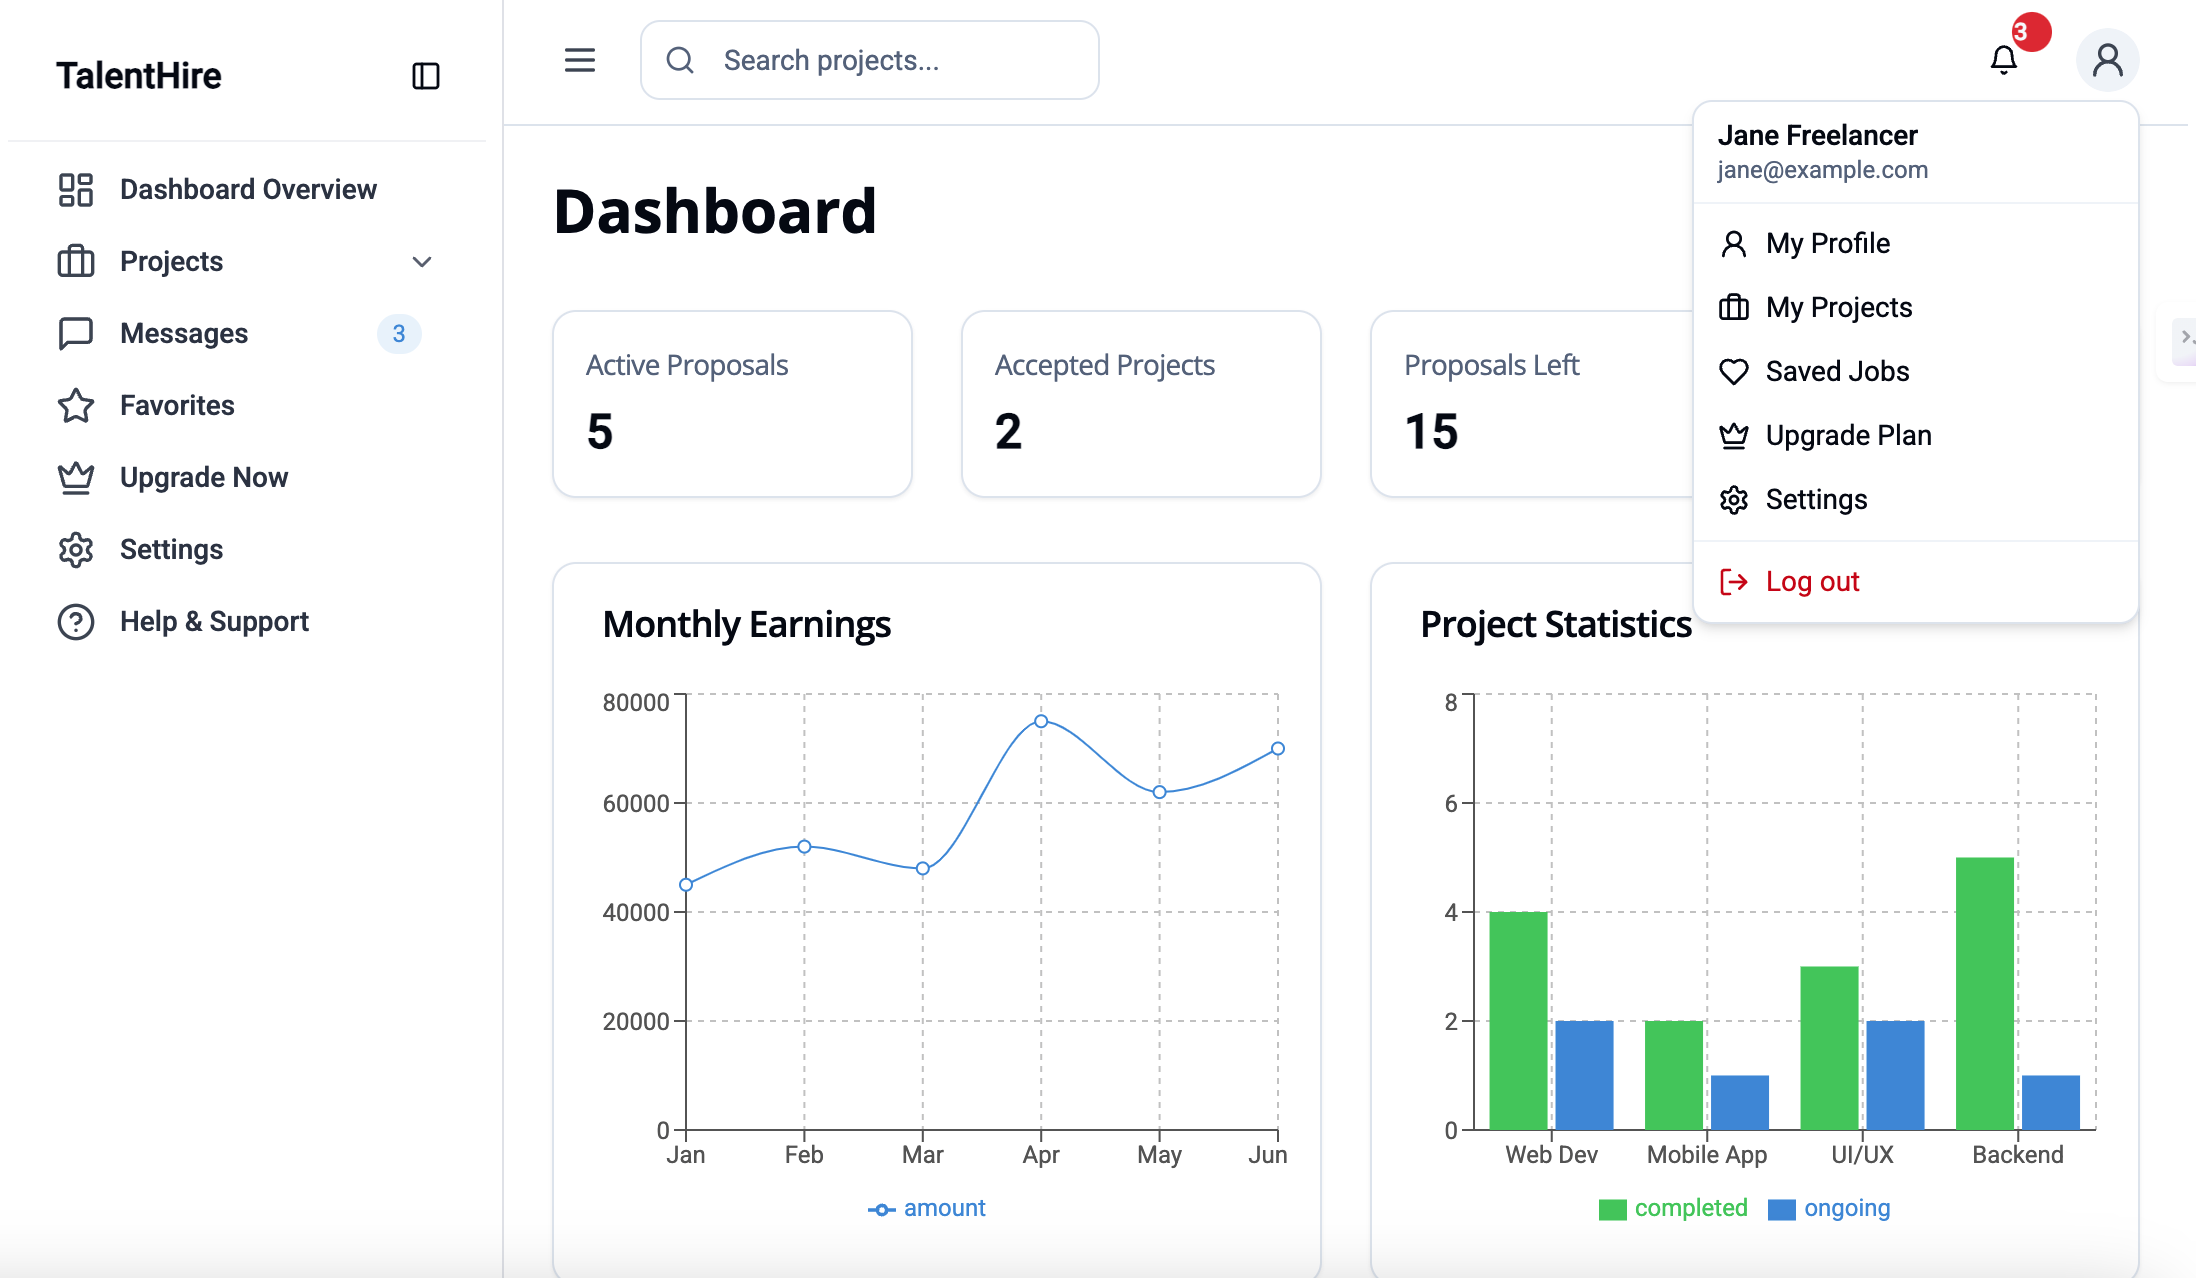 TalentHire
Dashboard Overview
Projects
Messages
3
Favorites
Upgrade Now
Settings
Help & Support
Search projects...
3
Jane Freelancer
jane@example.com
My Profile
My Projects
Saved Jobs
Upgrade Plan
Settings
Log out
Dashboard
Active Proposals
5
Accepted Projects
2
Proposals Left
15
Monthly Earnings
80000
60000
40000
20000
0
Jan Feb Mar Apr May Jun
amount
Project Statistics
8
6
4
2
0
Web Dev Mobile App UI/UX Backend
completed ongoing